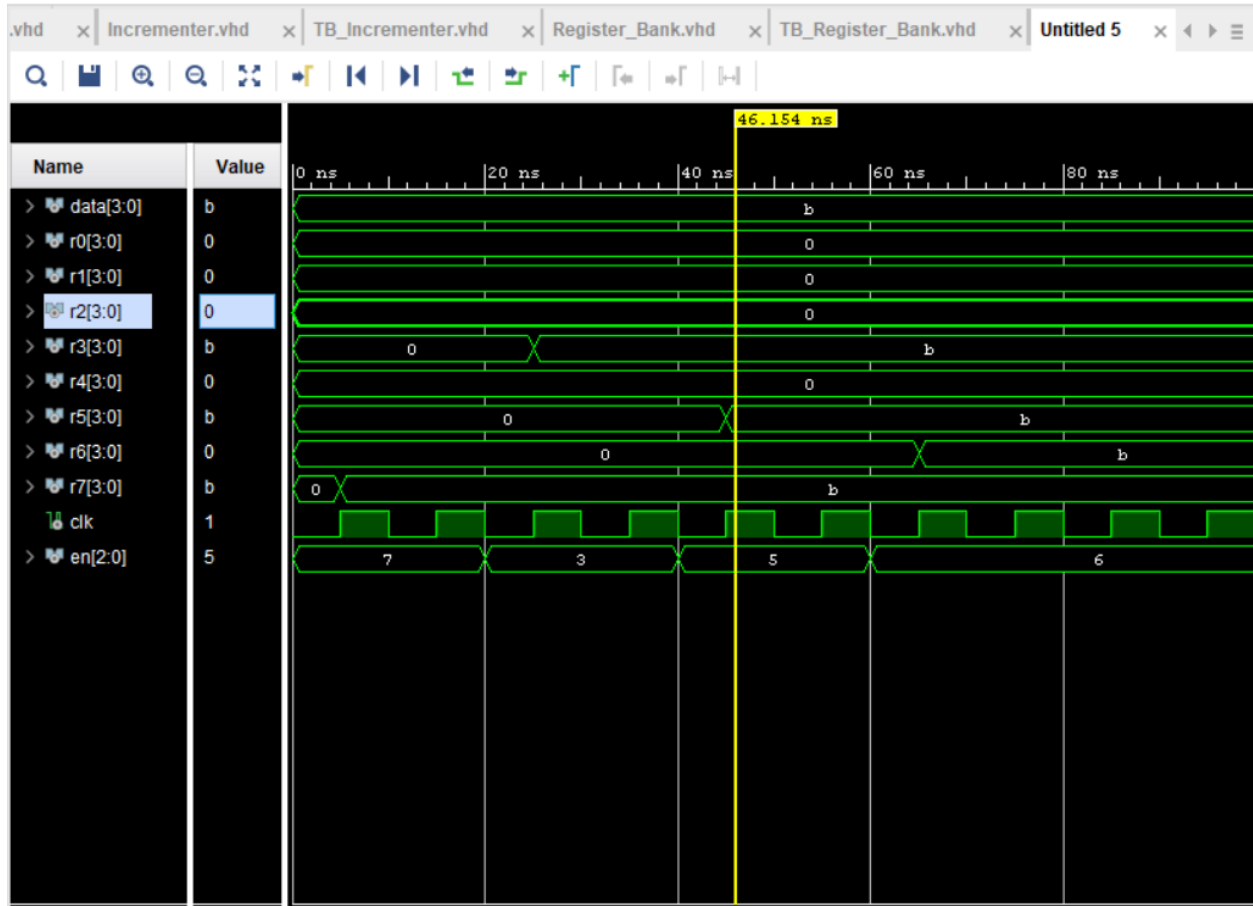 .vhd Incrementer.vhd TB_Incrementer.vhd Register_Bank.vhd TB_Register_Bank.vhd Untitled 5
46.154 ns
Name Value 0 ns 20 ns 40 ns 60 ns 80 ns
data[3:0] b b
r0[3:0] 0 0
r1[3:0] 0 0
r2[3:0] 0 0
r3[3:0] b 0 b
r4[3:0] 0 0
r5[3:0] b 0 b
r6[3:0] 0 0 b
r7[3:0] b 0 b
clk 1
en[2:0] 5 7 3 5 6